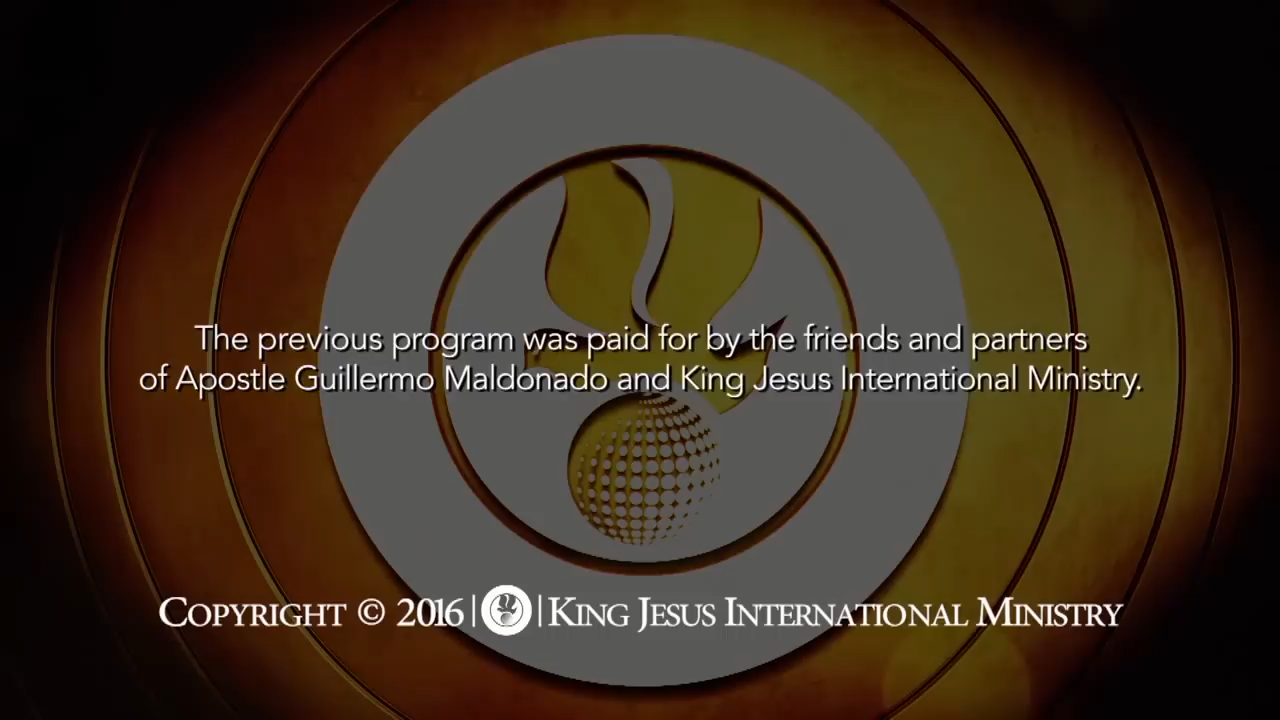 The previous program was paid for by the friends and partners
of Apostle Guillermo Maldonado and King Jesus International Ministry.
Copyright © 2016 | | King Jesus International Ministry